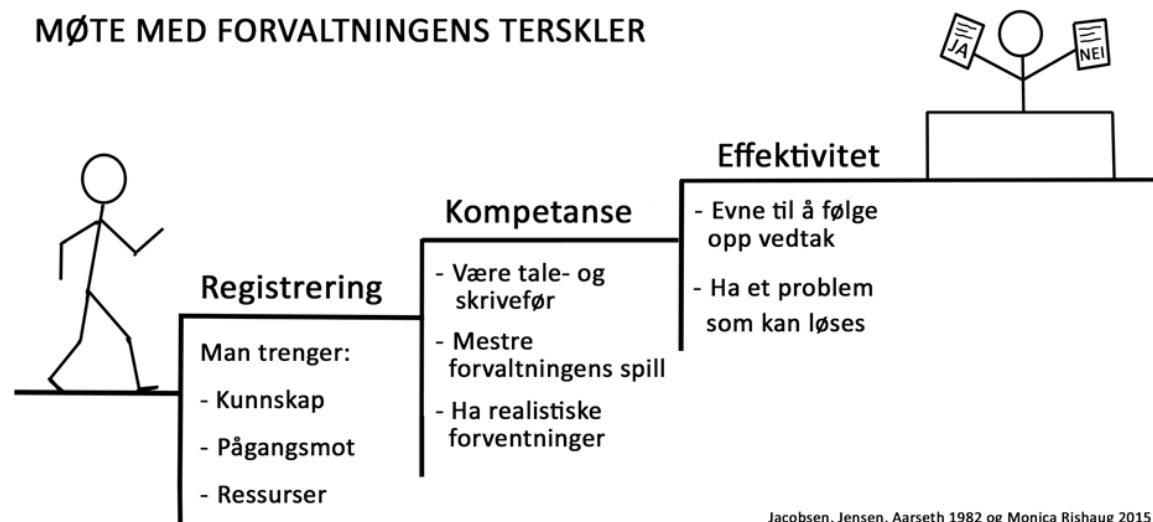 MØTE MED FORVALTNINGENS TERSKLER
JA
NEI
Registrering
Man trenger:
- Kunnskap
- Pågangsmot
- Ressurser
Kompetanse
- Være tale- og
skrivefør
- Mestre
forvaltningens spill
- Ha realistiske
forventninger
Effektivitet
- Evne til å følge
opp vedtak
- Ha et problem
som kan løses
Jacobsen, Jensen, Aarseth 1982 og Monica Rishaug 2015